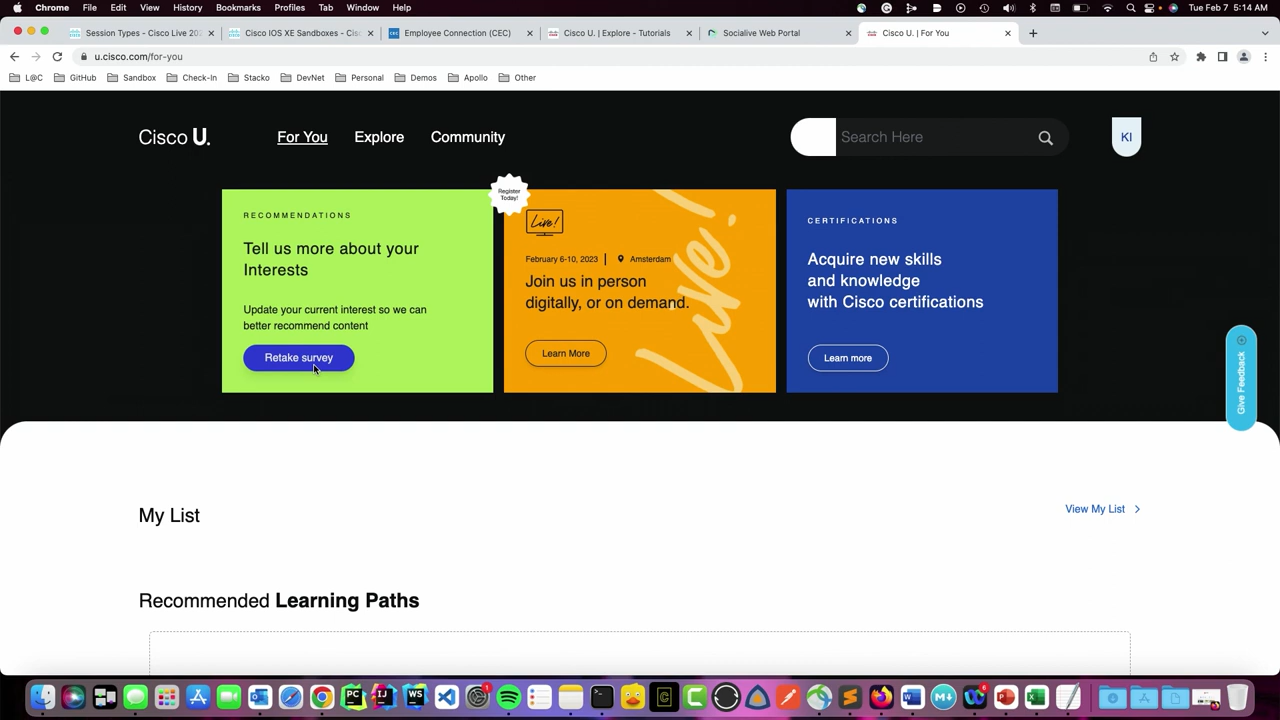 Chrome File Edit View History Bookmarks Profiles Tab Window Help
Tue Feb 7 5:14 AM
Session Types - Cisco Live 202
Cisco IOS XE Sandboxes - Cisc
CEC Employee Connection (CEC)
Cisco U. | Explore - Tutorials
Socialive Web Portal
Cisco U. | For You
u.cisco.com/for-you
L@C GitHub Sandbox Check-In Stacko DevNet Personal Demos Apollo Other
Cisco U.
For You Explore Community
Search Here
KI
RECOMMENDATIONS
Tell us more about your
Interests
Update your current interest so we can
better recommend content
Retake survey
Register
Today!
Live!
February 6-10, 2023 | Amsterdam
Join us in person
digitally, or on demand.
Learn More
Live!
CERTIFICATIONS
Acquire new skills
and knowledge
with Cisco certifications
Learn more
Give Feedback
My List
View My List
Recommended Learning Paths